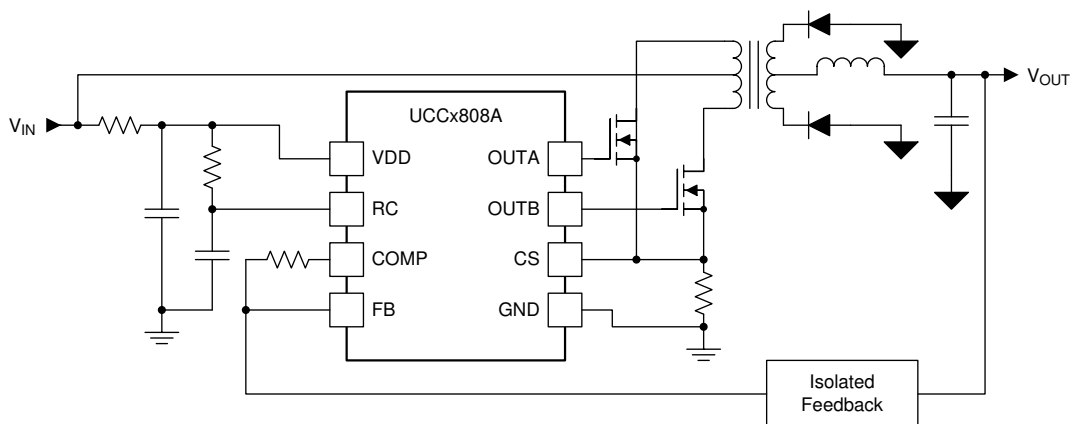 UCCx808A
VOUT
VIN
VDD
OUTA
RC
OUTB
COMP
CS
FB
GND
Isolated
Feedback